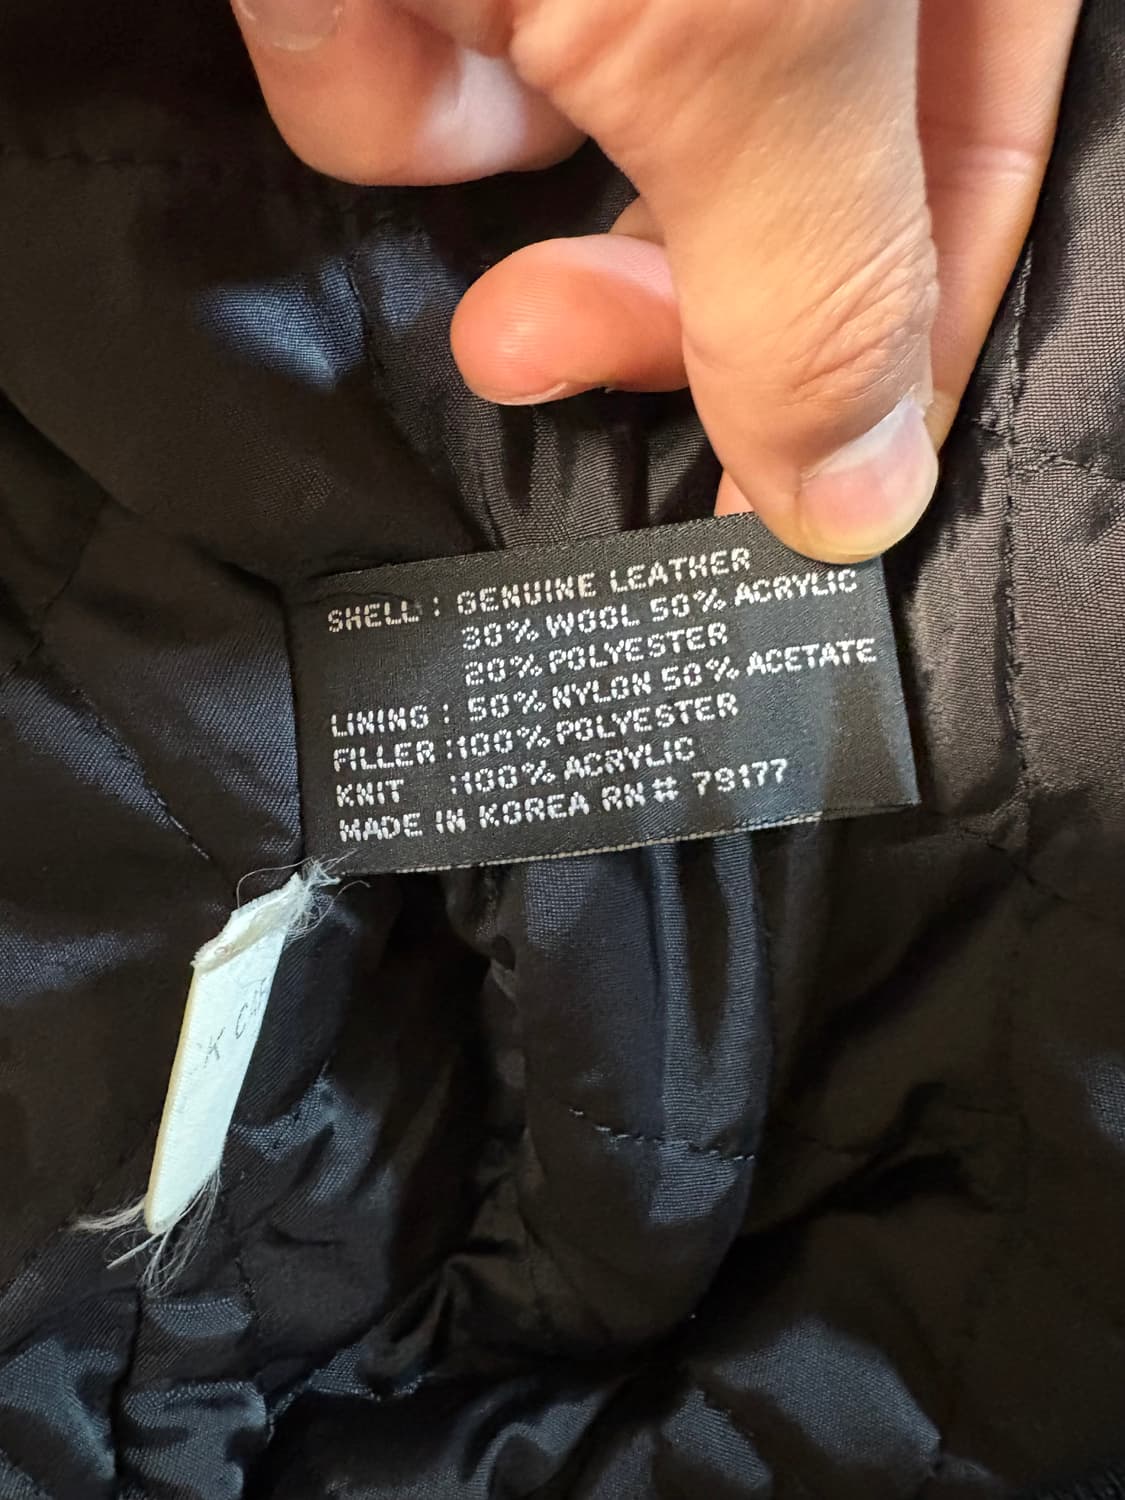 SHELL : GENUINE LEATHER
30% WOOL 50% ACRYLIC
20% POLYESTER
LINING : 50% NYLON 50% ACETATE
FILLER :100% POLYESTER
KNIT :100% ACRYLIC
MADE IN KOREA RN# 79177